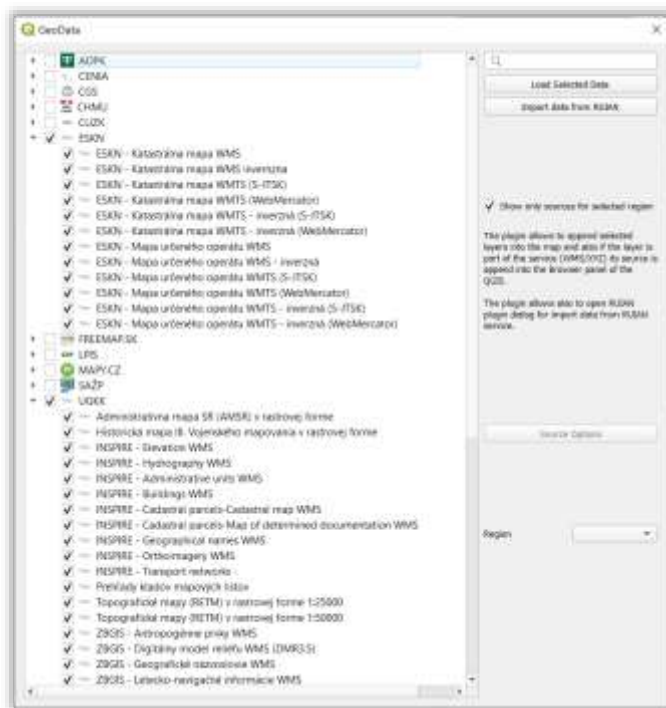 GeoData
AOPK
CENIA
CGS
CHMU
CUZK
ESKN
ESKN - Katastrálna mapa WMS
ESKN - Katastrálna mapa WMS inverzna
ESKN - Katastrálna mapa WMTS (S-JTSK)
ESKN - Katastrálna mapa WMTS (WebMercator)
ESKN - Katastrálna mapa WMTS - inverzná (S-JTSK)
ESKN - Katastrálna mapa WMTS - inverzná (WebMercator)
ESKN - Mapa určeného operátu WMS
ESKN - Mapa určeného operátu WMS - inverzná
ESKN - Mapa určeného operátu WMTS (S-JTSK)
ESKN - Mapa určeného operátu WMTS (WebMercator)
ESKN - Mapa určeného operátu WMTS - inverzná (S-JTSK)
ESKN - Mapa určeného operátu WMTS - inverzná (WebMercator)
FREEMAP.SK
LPIS
MAPY.CZ
SAŽP
UGKK
Administratívna mapa SR (AMSR) v rastrovej forme
Historická mapa III. Vojenského mapovania v rastrovej forme
INSPIRE - Elevation WMS
INSPIRE - Hydrography WMS
INSPIRE - Administrative units WMS
INSPIRE - Buildings WMS
INSPIRE - Cadastral parcels-Cadastral map WMS
INSPIRE - Cadastral parcels-Map of determined documentation WMS
INSPIRE - Geographical names WMS
INSPIRE - Orthoimagery WMS
INSPIRE - Transport networks
Prehľady kladov mapových listov
Topografické mapy (RETM) v rastrovej forme 1:25000
Topografické mapy (RETM) v rastrovej forme 1:50000
ZBGIS - Antropogénne prvky WMS
ZBGIS - Digitálny model reliéfu WMS (DMR3.5)
ZBGIS - Geografické názvoslovie WMS
ZBGIS - Letecko-navigačné informácie WMS
Load Selected Data
Import data from RUIAN
Show only sources for selected region
The plugin allows to append selected
layers into the map and also if the layer is
part of the service (WMS/XYZ) its source is
append into the Browser panel of the
QGIS.
The plugin allows also to open RUIAN
plugin dialog for import data from RUIAN
service.
Source Options
Region